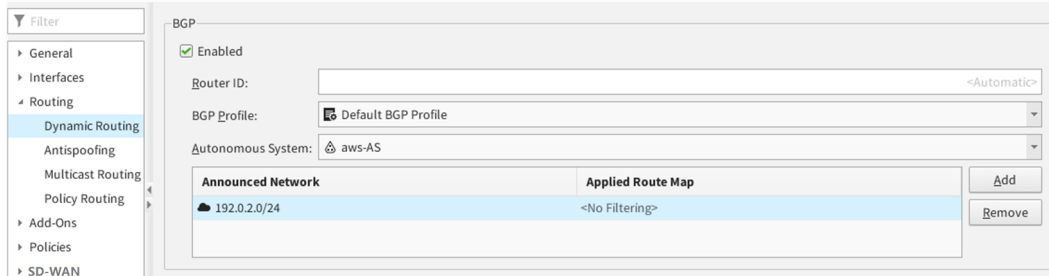 Filter
General
Interfaces
Routing
Dynamic Routing
Antispoofing
Multicast Routing
Policy Routing
Add-Ons
Policies
SD-WAN
BGP
Enabled
Router ID: <Automatic>
BGP Profile: Default BGP Profile
Autonomous System: aws-AS
Announced Network Applied Route Map
192.0.2.0/24 <No Filtering>
Add
Remove